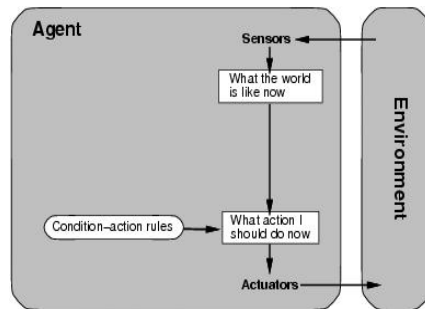 Agent
Sensors
What the world
is like now
Environment
Condition–action rules
What action I
should do now
Actuators